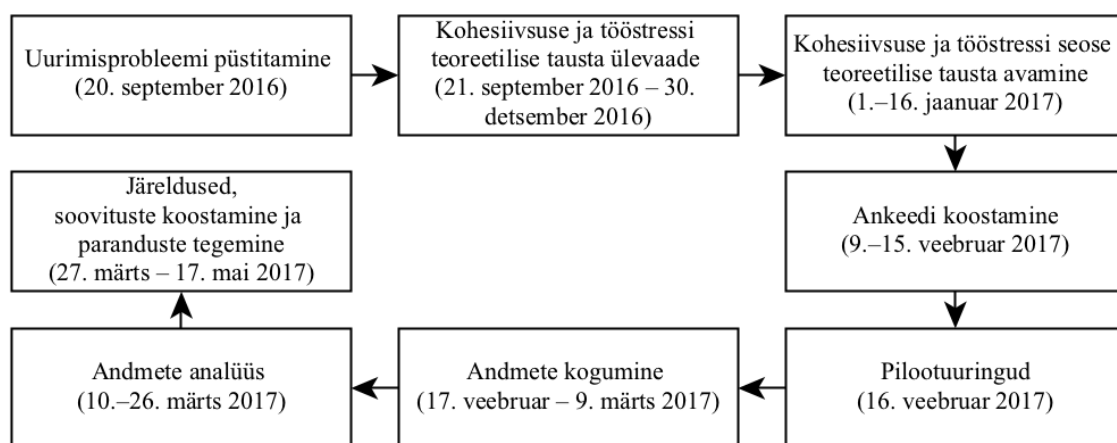 Uurimisprobleemi püstitamine
(20. september 2016)
Kohesiivsuse ja tööstressi
teoreetilise tausta ülevaade
(21. september 2016 – 30.
detsember 2016)
Kohesiivsuse ja tööstressi seose
teoreetilise tausta avamine
(1.–16. jaanuar 2017)
Ankeedi koostamine
(9.–15. veebruar 2017)
Pilootuuringud
(16. veebruar 2017)
Andmete kogumine
(17. veebruar – 9. märts 2017)
Andmete analüüs
(10.–26. märts 2017)
Järeldused,
soovituste koostamine ja
paranduste tegemine
(27. märts – 17. mai 2017)